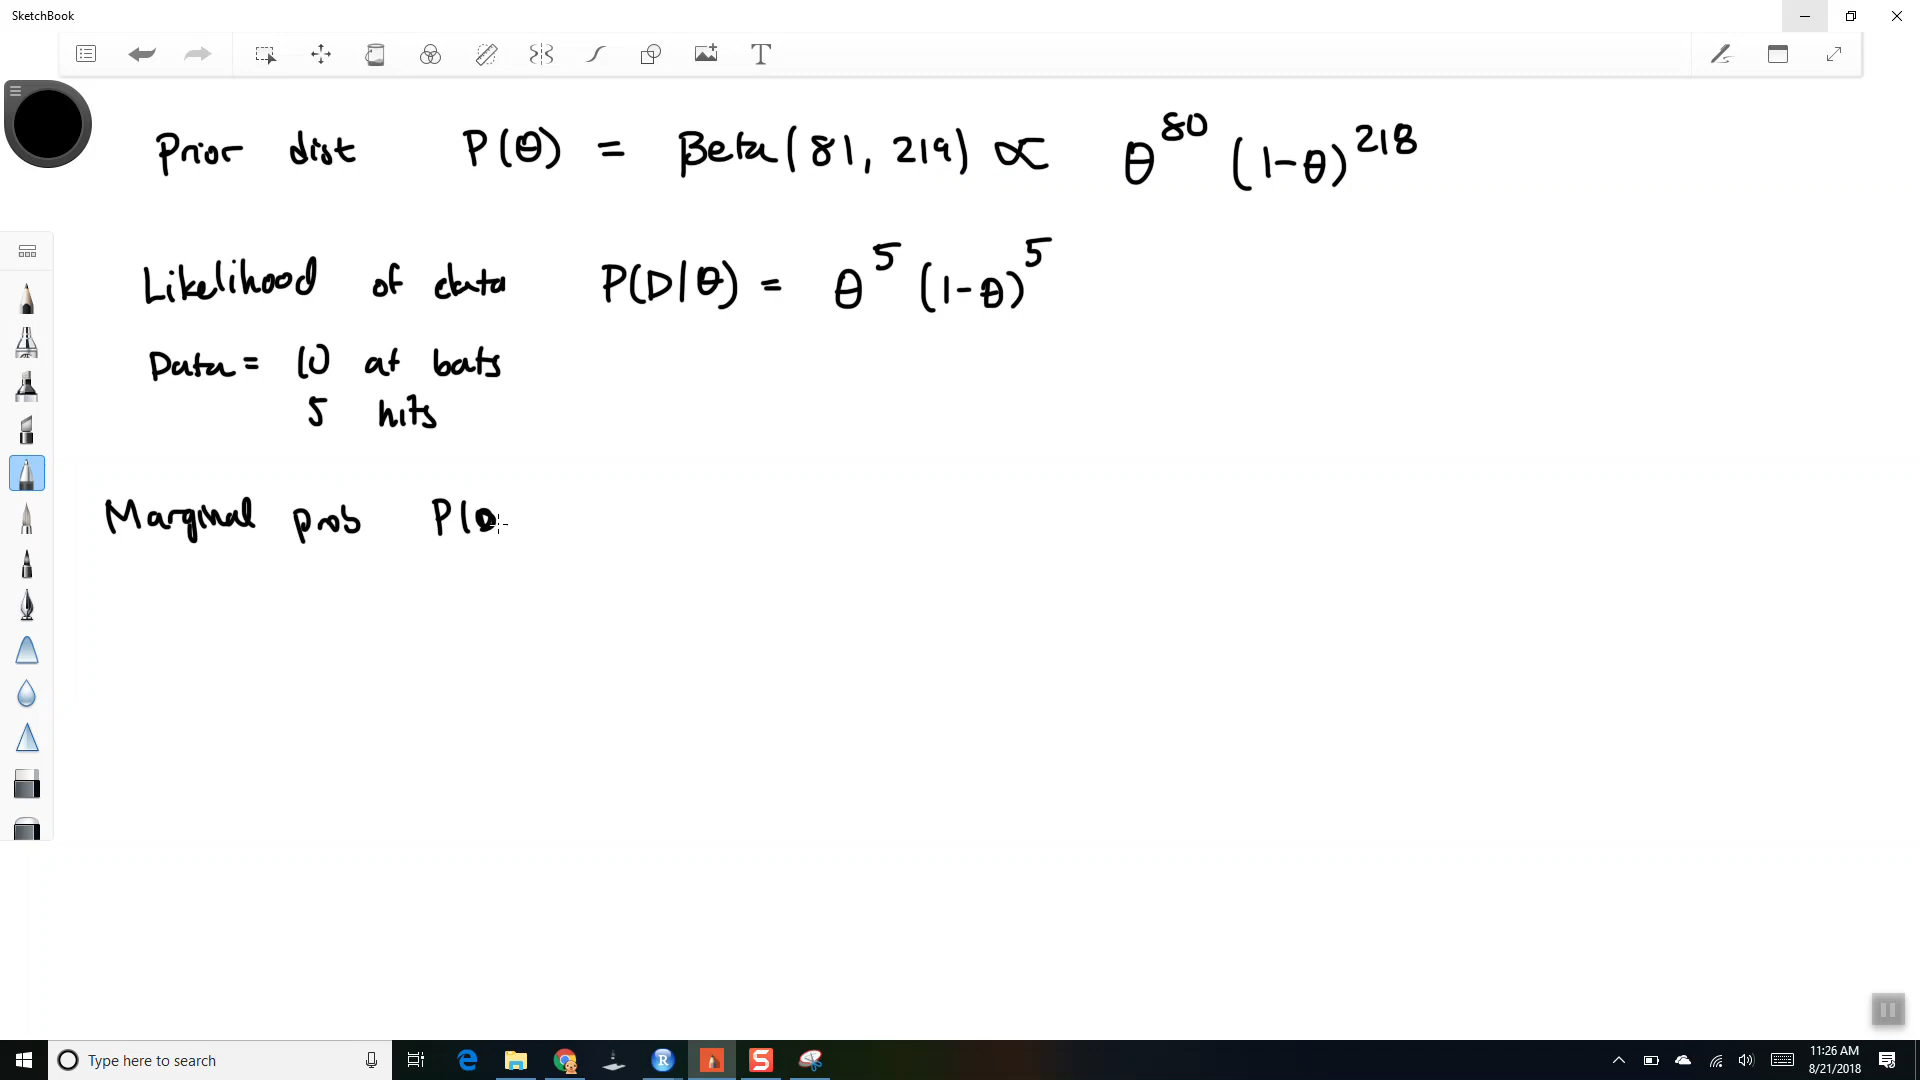 SketchBook
T
Prior dist P(θ) = Beta(81, 219) ∝ θ^80 (1-θ)^218
Likelihood of data P(D|θ) = θ^5 (1-θ)^5
Data = 10 at bats
5 hits
Marginal prob P(D
Type here to search
11:26 AM
8/21/2018